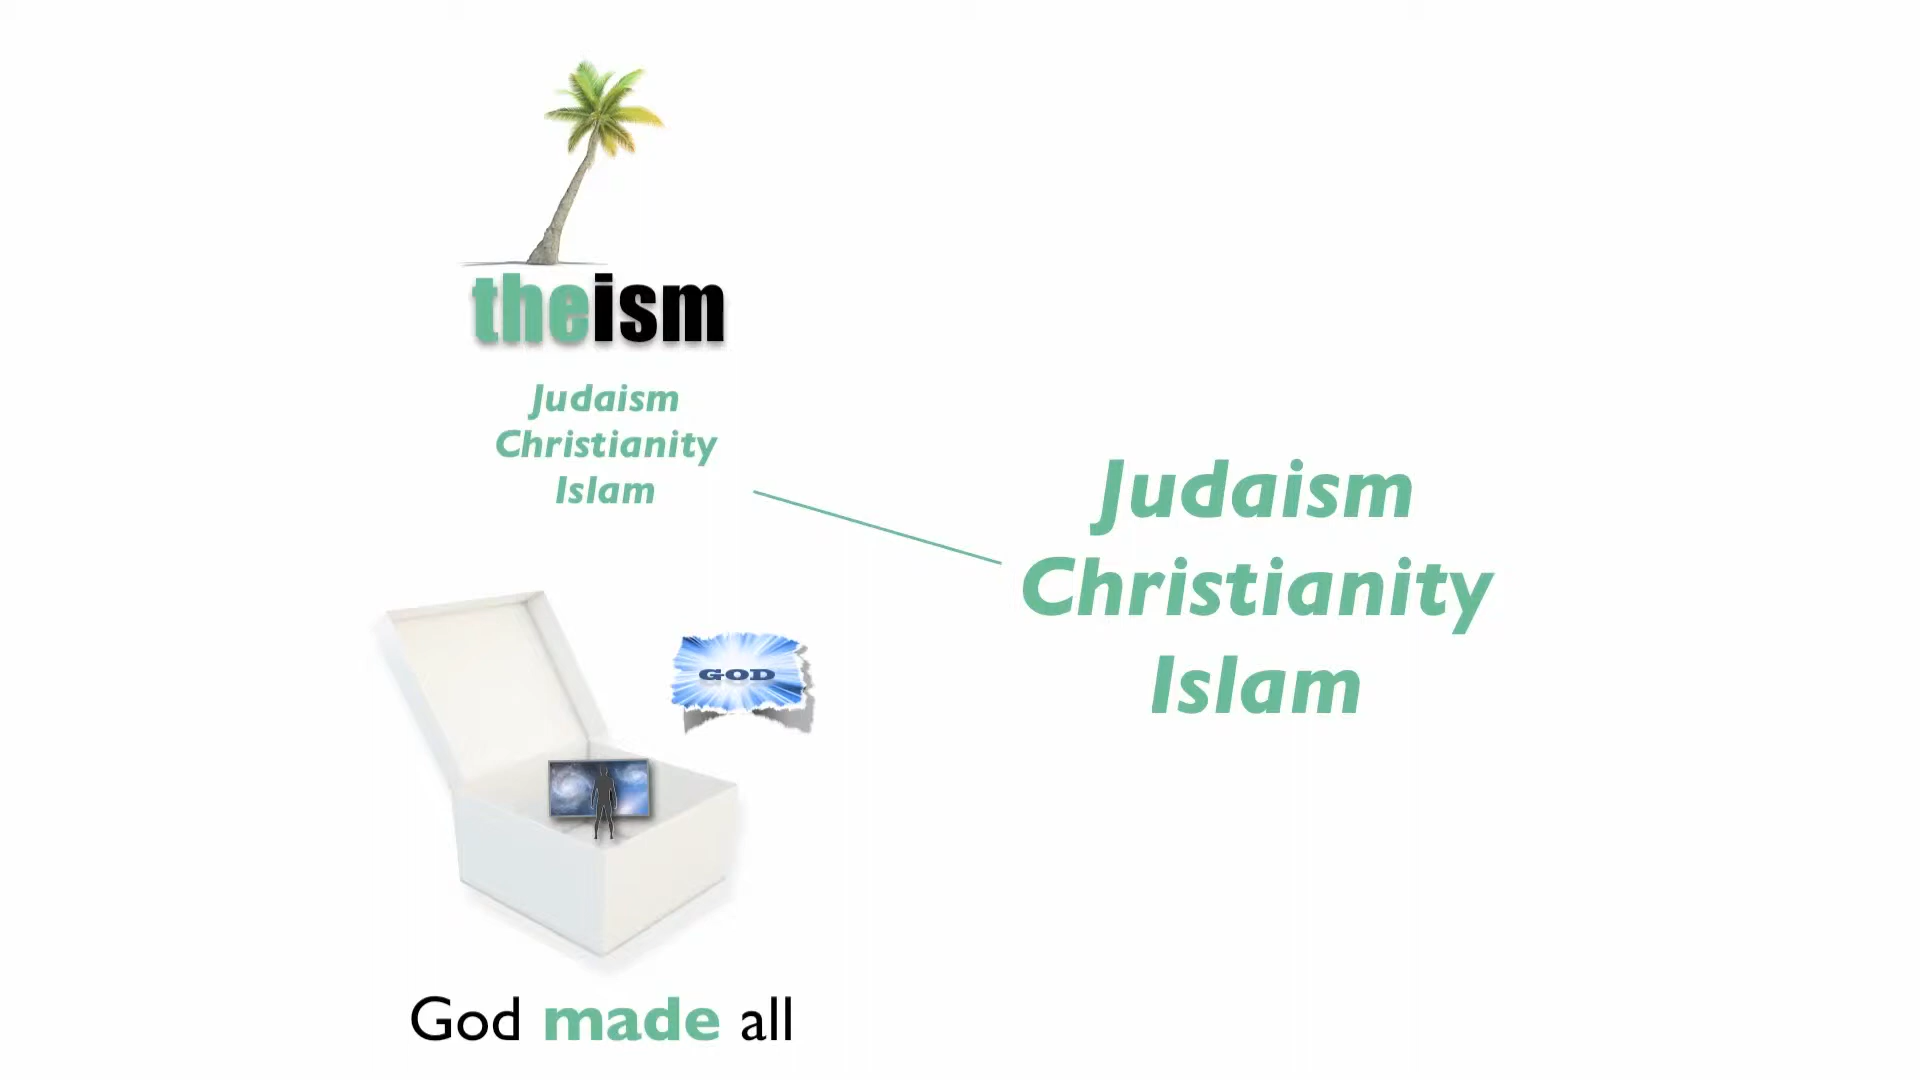 theism
Judaism
Christianity
Islam
GOD
God made all
Judaism
Christianity
Islam